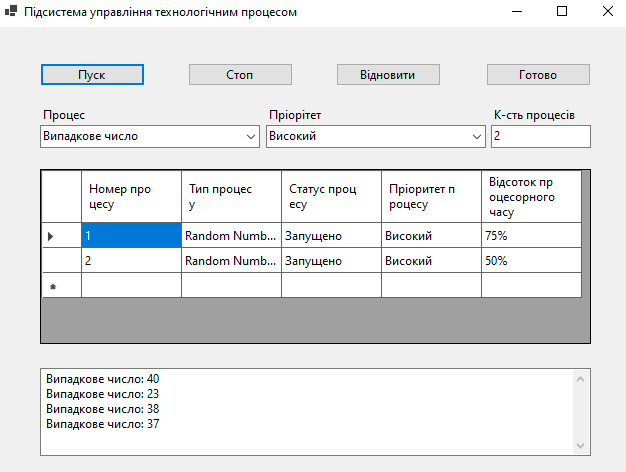 Підсистема управління технологічним процесом
Пуск Стоп Відновити Готово
Процес Пріорітет К-сть процесів
Випадкове число Високий 2
Номер про Тип процес Статус проц Пріоритет п Відсоток пр
цесу у есу роцесу оцесорного
часу
1 Random Numb... Запущено Високий 75%
2 Random Numb... Запущено Високий 50%
Випадкове число: 40
Випадкове число: 23
Випадкове число: 38
Випадкове число: 37